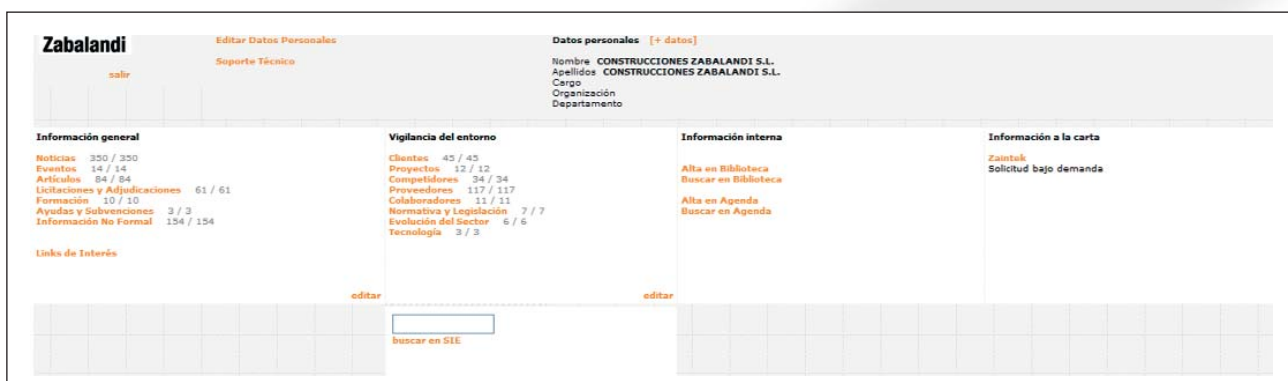 Zabalandi
salir
Editar Datos Personales
Soporte Técnico
Datos personales [+ datos]
Nombre CONSTRUCCIONES ZABALANDI S.L.
Apellidos CONSTRUCCIONES ZABALANDI S.L.
Cargo
Organización
Departamento
Información general
Noticias 350 / 350
Eventos 14 / 14
Artículos 84 / 84
Licitaciones y Adjudicaciones 61 / 61
Formación 10 / 10
Ayudas y Subvenciones 3 / 3
Información No Formal 154 / 154
Links de Interés
editar
Vigilancia del entorno
Clientes 45 / 45
Proyectos 12 / 12
Competidores 34 / 34
Proveedores 117 / 117
Colaboradores 11 / 11
Normativa y Legislación 7 / 7
Evolución del Sector 6 / 6
Tecnología 3 / 3
editar
Información interna
Alta en Biblioteca
Buscar en Biblioteca
Alta en Agenda
Buscar en Agenda
Información a la carta
Zaintek
Solicitud bajo demanda
buscar en SIE